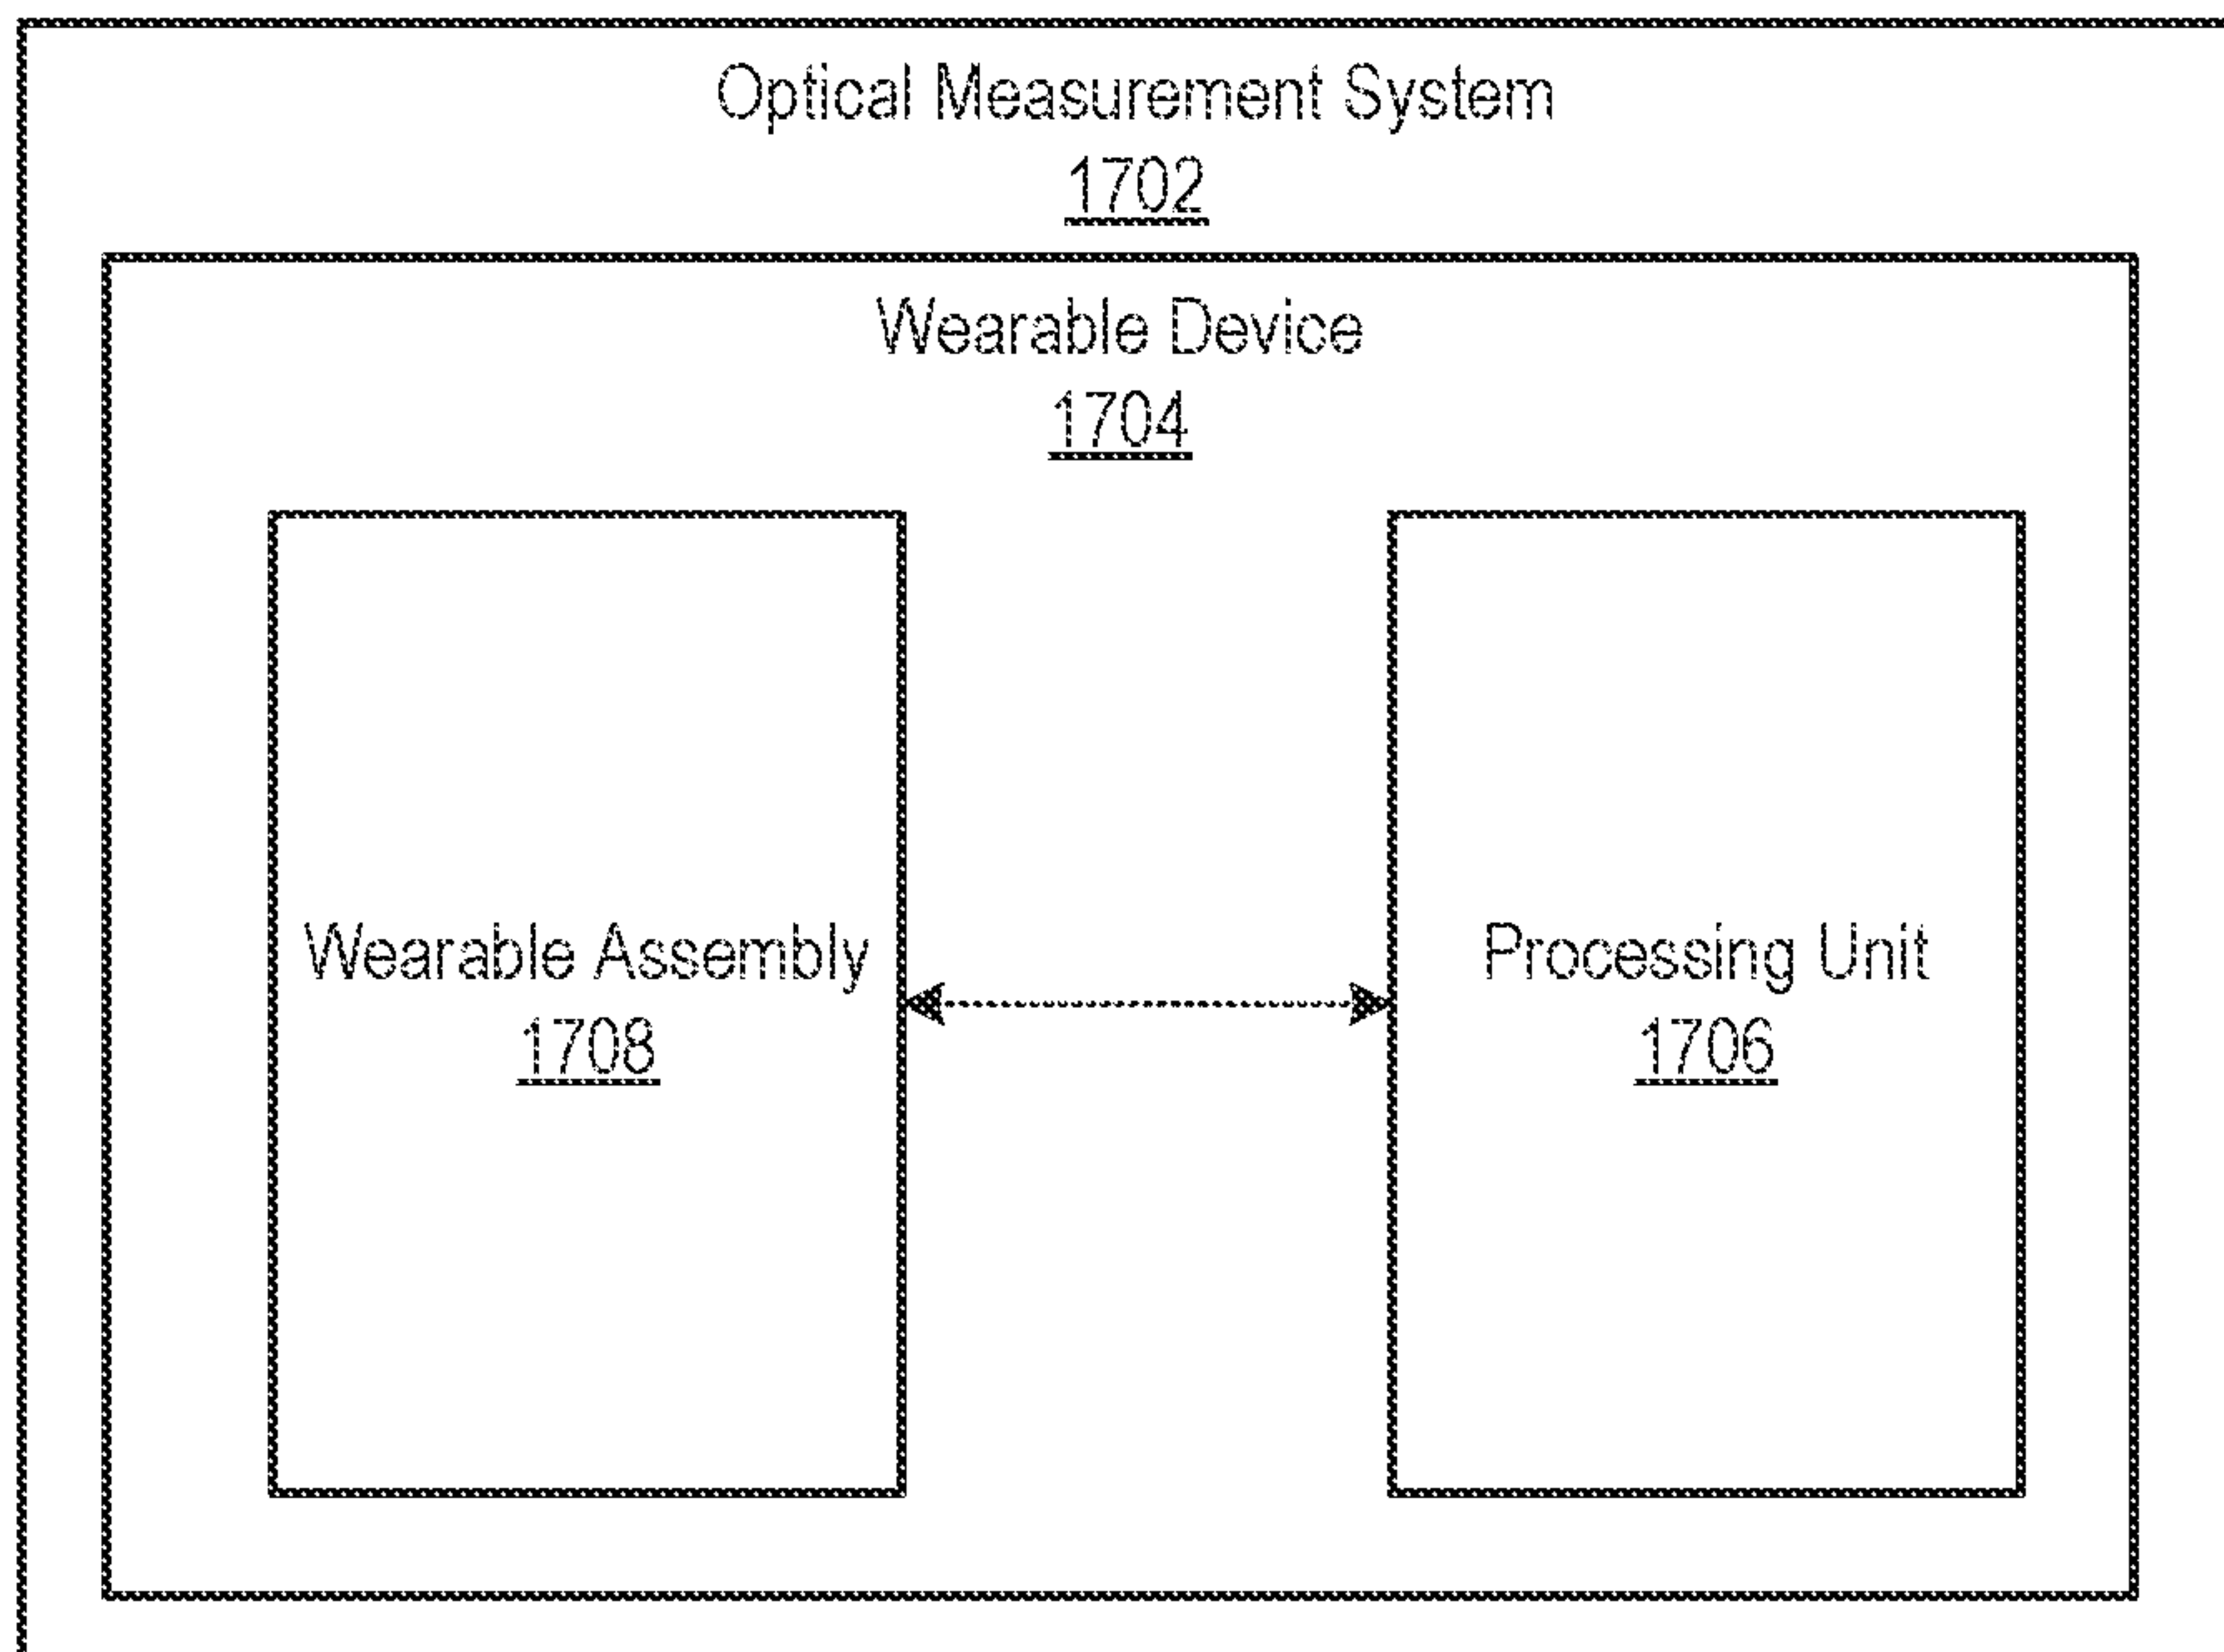 Optical Measurement System
1702
Wearable Device
1704
Wearable Assembly
1708
Processing Unit
1706